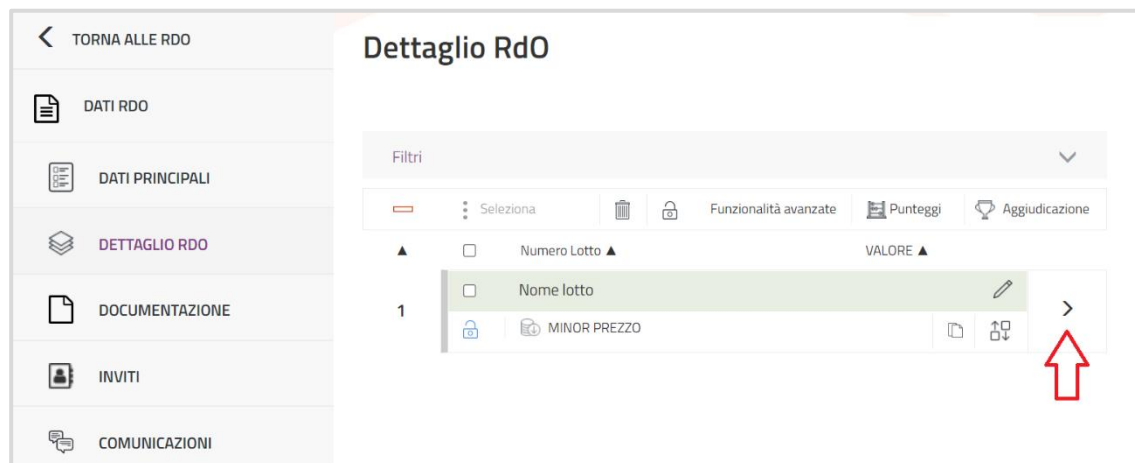 TORNA ALLE RDO
Dettaglio RdO
DATI RDO
DATI PRINCIPALI
DETTAGLIO RDO
DOCUMENTAZIONE
INVITI
COMUNICAZIONI
Filtri
Seleziona Funzionalità avanzate Punteggi Aggiudicazione
▲ Numero Lotto ▲ VALORE ▲
1
Nome lotto
MINOR PREZZO